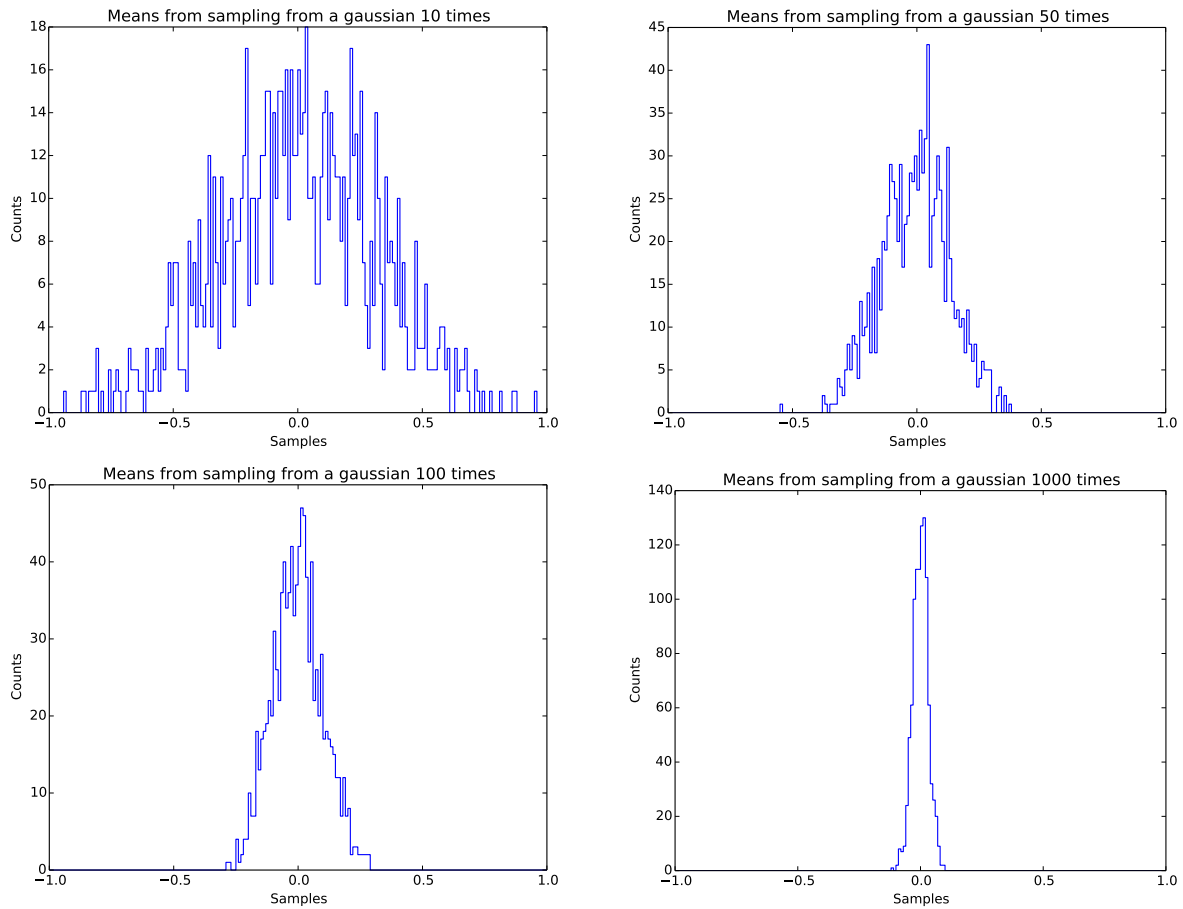 Means from sampling from a gaussian 10 times
18
16
14
12
10
8
6
4
2
0
Counts
−1.0 −0.5 0.0 0.5 1.0
Samples
Means from sampling from a gaussian 50 times
45
40
35
30
25
20
15
10
5
0
Counts
−1.0 −0.5 0.0 0.5 1.0
Samples
Means from sampling from a gaussian 100 times
50
40
30
20
10
0
Counts
−1.0 −0.5 0.0 0.5 1.0
Samples
Means from sampling from a gaussian 1000 times
140
120
100
80
60
40
20
0
Counts
−1.0 −0.5 0.0 0.5 1.0
Samples